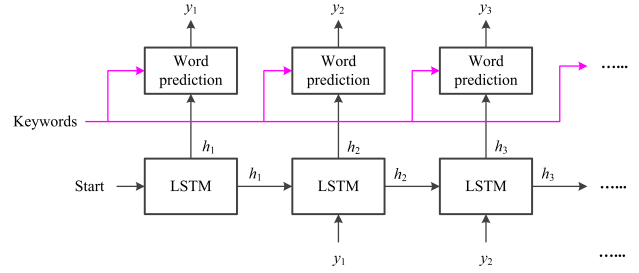 y1 y2 y3
Word prediction Word prediction Word prediction ......
Keywords
h1 h2 h3
Start LSTM h1 LSTM h2 LSTM h3 ......
y1 y2 ......